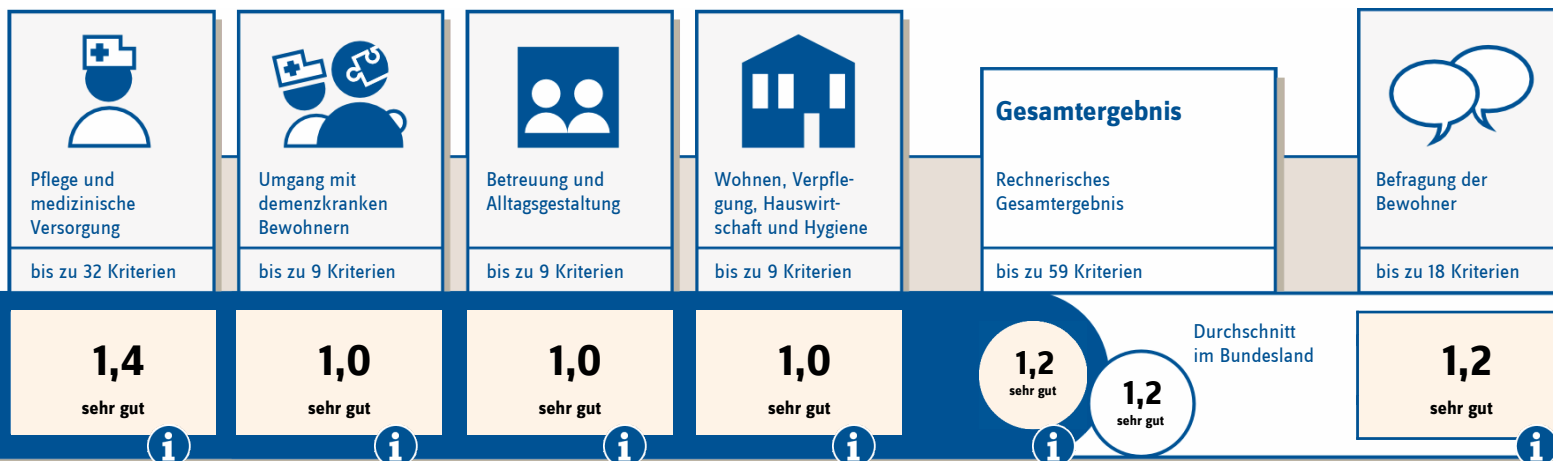 Pflege und
medizinische
Versorgung
bis zu 32 Kriterien
1,4
sehr gut
i
Umgang mit
demenzkranken
Bewohnern
bis zu 9 Kriterien
1,0
sehr gut
i
Betreuung und
Alltagsgestaltung
bis zu 9 Kriterien
1,0
sehr gut
i
Wohnen, Verpfle-
gung, Hauswirt-
schaft und Hygiene
bis zu 9 Kriterien
1,0
sehr gut
i
Gesamtergebnis
Rechnerisches
Gesamtergebnis
bis zu 59 Kriterien
1,2
sehr gut
i
Durchschnitt
im Bundesland
1,2
sehr gut
Befragung der
Bewohner
bis zu 18 Kriterien
1,2
sehr gut
i